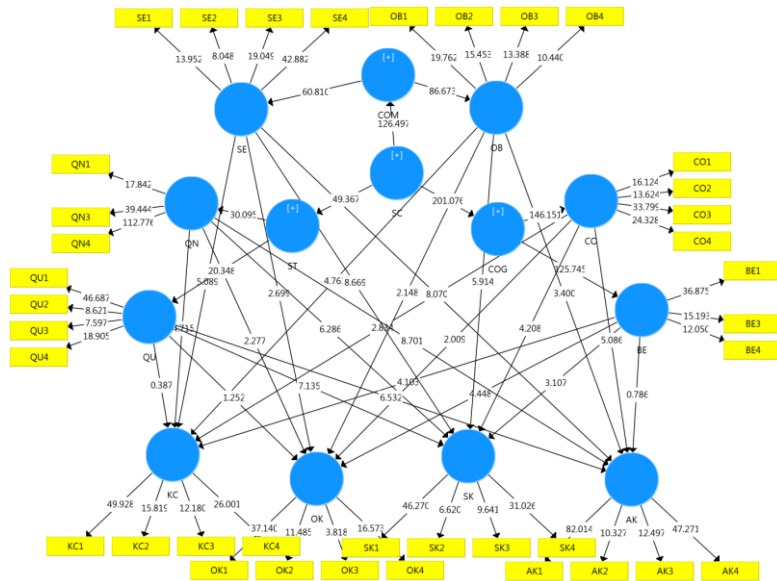 SE1 SE2 SE3 SE4 OB1 OB2 OB3 OB4
13.952 8.048 19.049 42.882 19.762 15.453 13.388 10.440
[+]
60.810 86.673
COM
126.497
SE OB
QN1 [+] CO1
17.842 16.124 CO2
QN3 39.444 49.367 201.076 13.624
QN4 112.776 30.095 [+] SC [+] 146.151 33.799 CO3
24.328 CO4
QN ST COG CO
QU1 20.348 125.745 BE1
46.687 5.089 4.76 8.669 5.914 36.875
QU2 8.621 2.699 2.148 8.070 3.400
QU3 7.597 15.193 BE3
QU4 18.905 12.050 BE4
QU 6.286 2.009 4.208 BE
2.277 8.701 5.086
0.387 1.252 7.135 6.532 4.448 3.107 0.786
KC OK SK AK
49.928 15.819 12.180 26.001 46.270 6.620 9.641 31.026
37.140 11.485 3.818 16.573 82.014 10.327 12.497 47.271
KC1 KC2 KC3 KC4 SK1 SK2 SK3 SK4
OK1 OK2 OK3 OK4 AK1 AK2 AK3 AK4